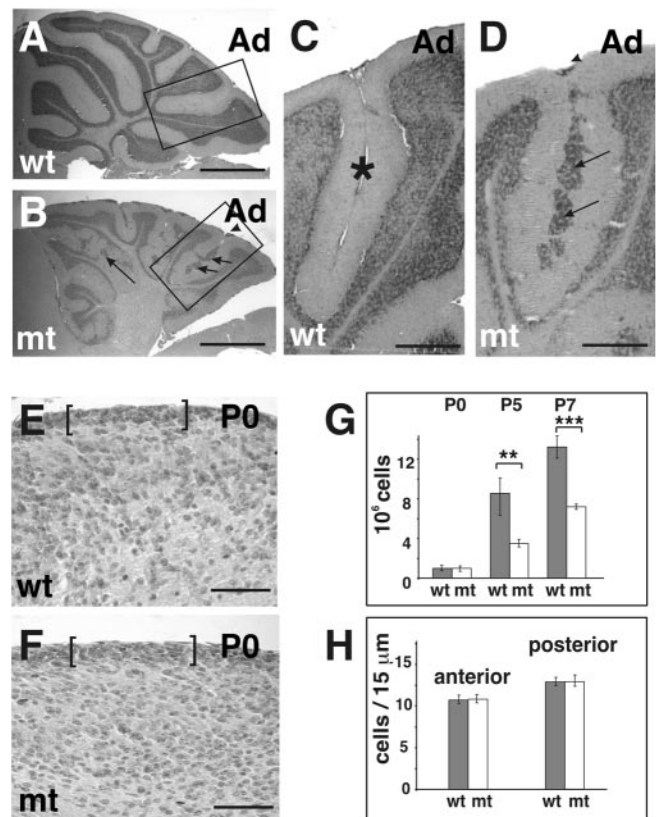 A Ad
wt
B Ad
mt
C Ad
*
wt
D Ad
mt
E [ ] P0
wt
F [ ] P0
mt
G P0 P5 P7
** ***
12
8
4
0
10⁶ cells
wt mt wt mt wt mt
H
anterior posterior
15
10
5
0
cells / 15 µm
wt mt wt mt